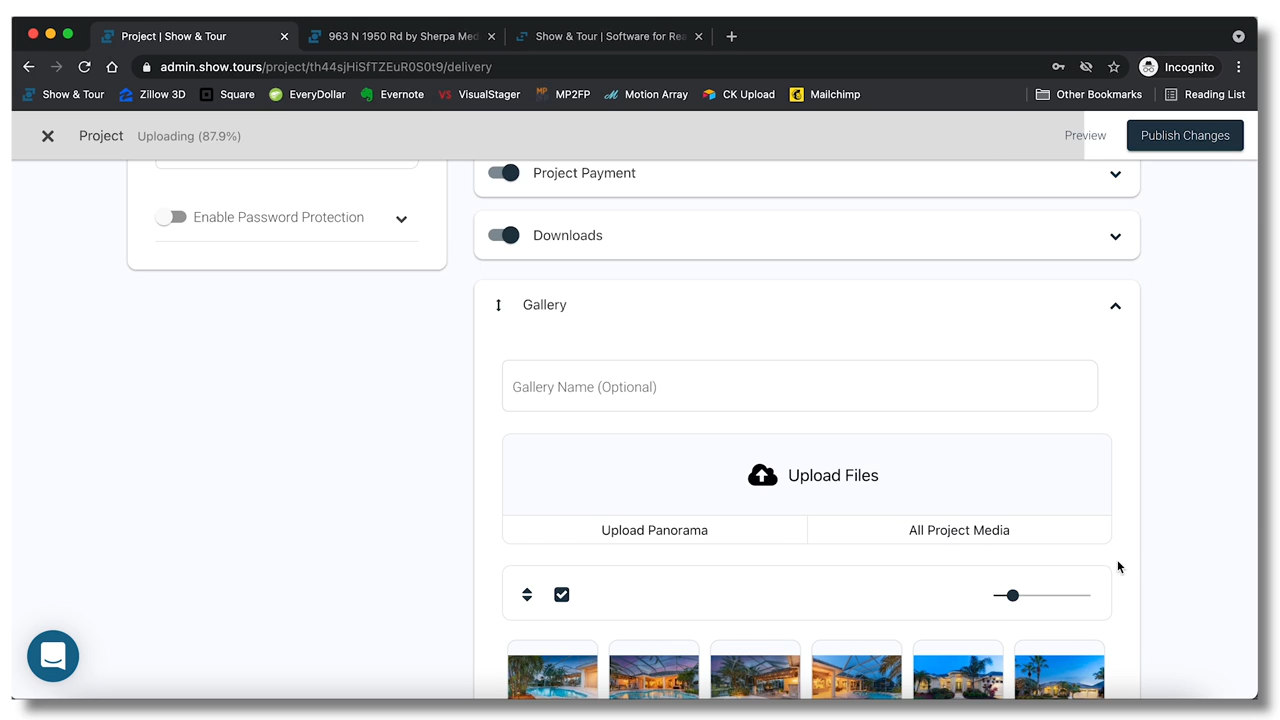 Project | Show & Tour
963 N 1950 Rd by Sherpa Med
Show & Tour | Software for Rea
admin.show.tours/project/th44sjHiSfTZEuR0S0t9/delivery
Incognito
Show & Tour
Zillow 3D
Square
EveryDollar
Evernote
VS VisualStager
MP MP2FP
Motion Array
CK Upload
Mailchimp
Other Bookmarks
Reading List
Project
Uploading (87.9%)
Preview
Publish Changes
Project Payment
Enable Password Protection
Downloads
Gallery
Gallery Name (Optional)
Upload Files
Upload Panorama
All Project Media